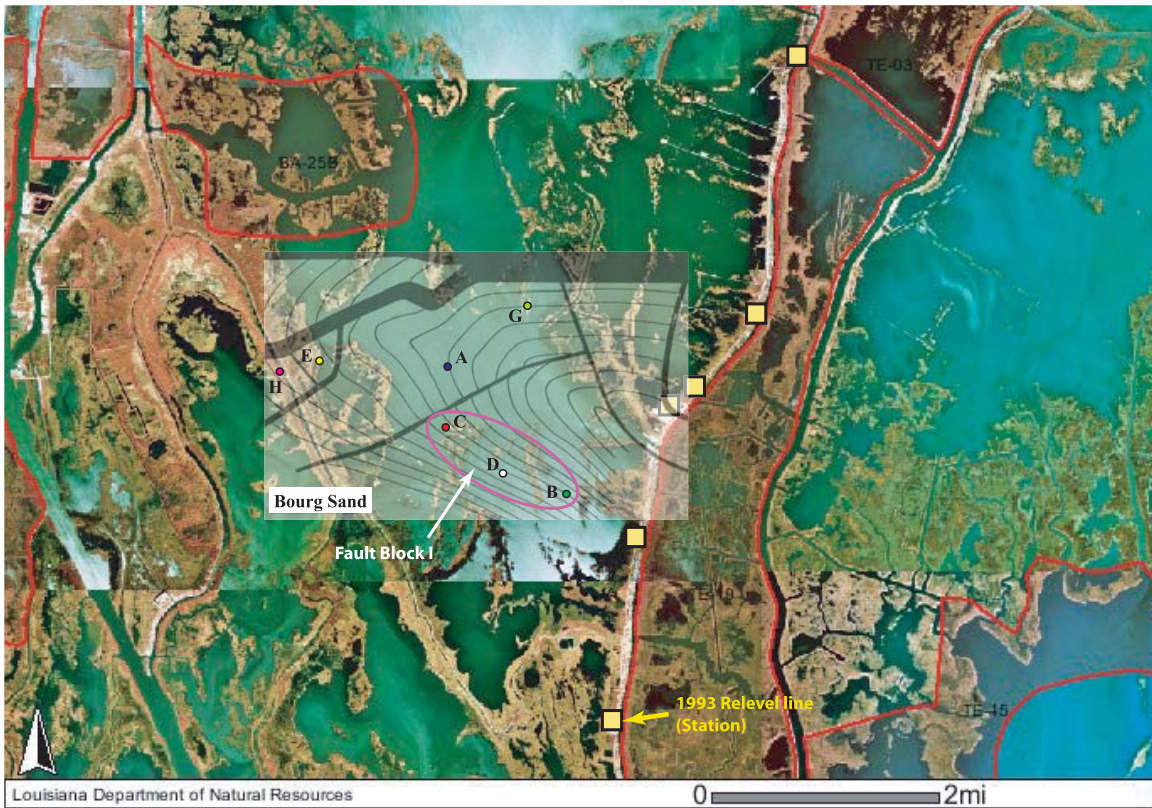 TE-03
BA-25B
G
E
A
H
C
D
B
Bourg Sand
Fault Block I
1993 Relevel line
(Station)
TE-45
Louisiana Department of Natural Resources
0 2mi